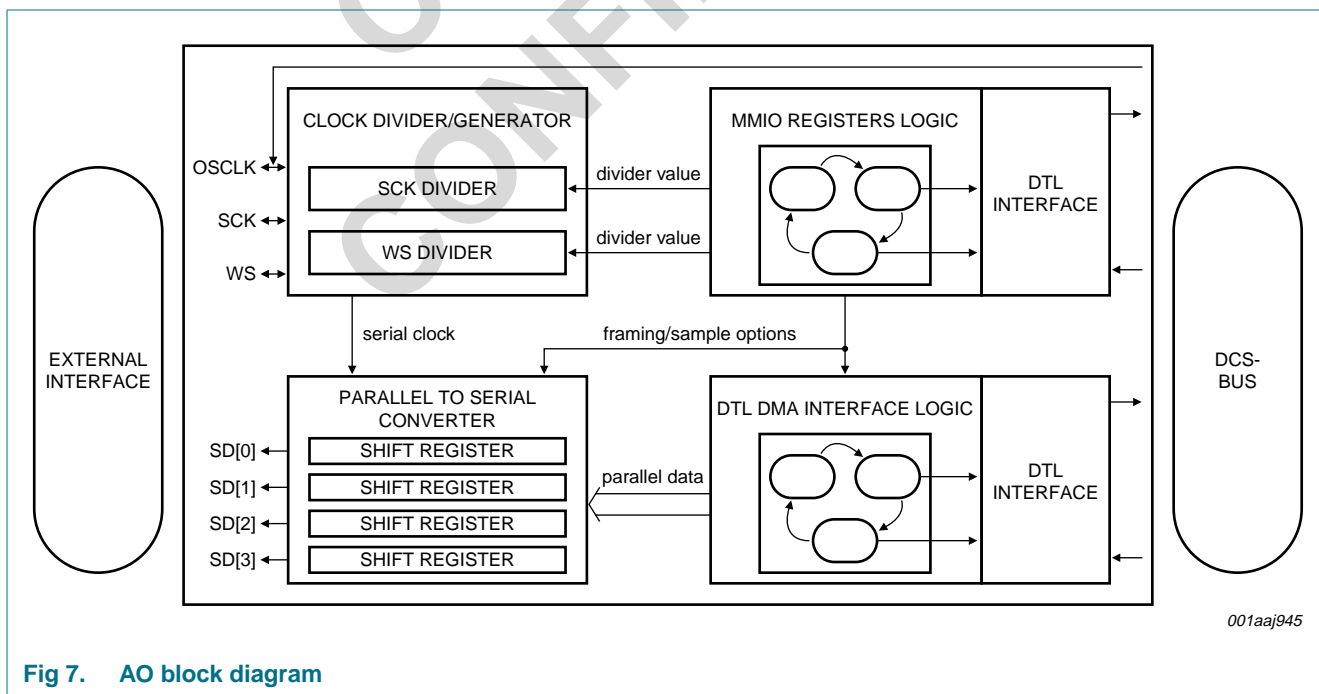 CONFI
CLOCK DIVIDER/GENERATOR
MMIO REGISTERS LOGIC
OSCLK
SCK DIVIDER
divider value
DTL
INTERFACE
SCK
WS DIVIDER
divider value
WS
serial clock
framing/sample options
EXTERNAL
INTERFACE
DCS-
BUS
PARALLEL TO SERIAL
CONVERTER
DTL DMA INTERFACE LOGIC
SD[0]
SHIFT REGISTER
parallel data
DTL
INTERFACE
SD[1]
SHIFT REGISTER
SD[2]
SHIFT REGISTER
SD[3]
SHIFT REGISTER
001aaj945
Fig 7. AO block diagram